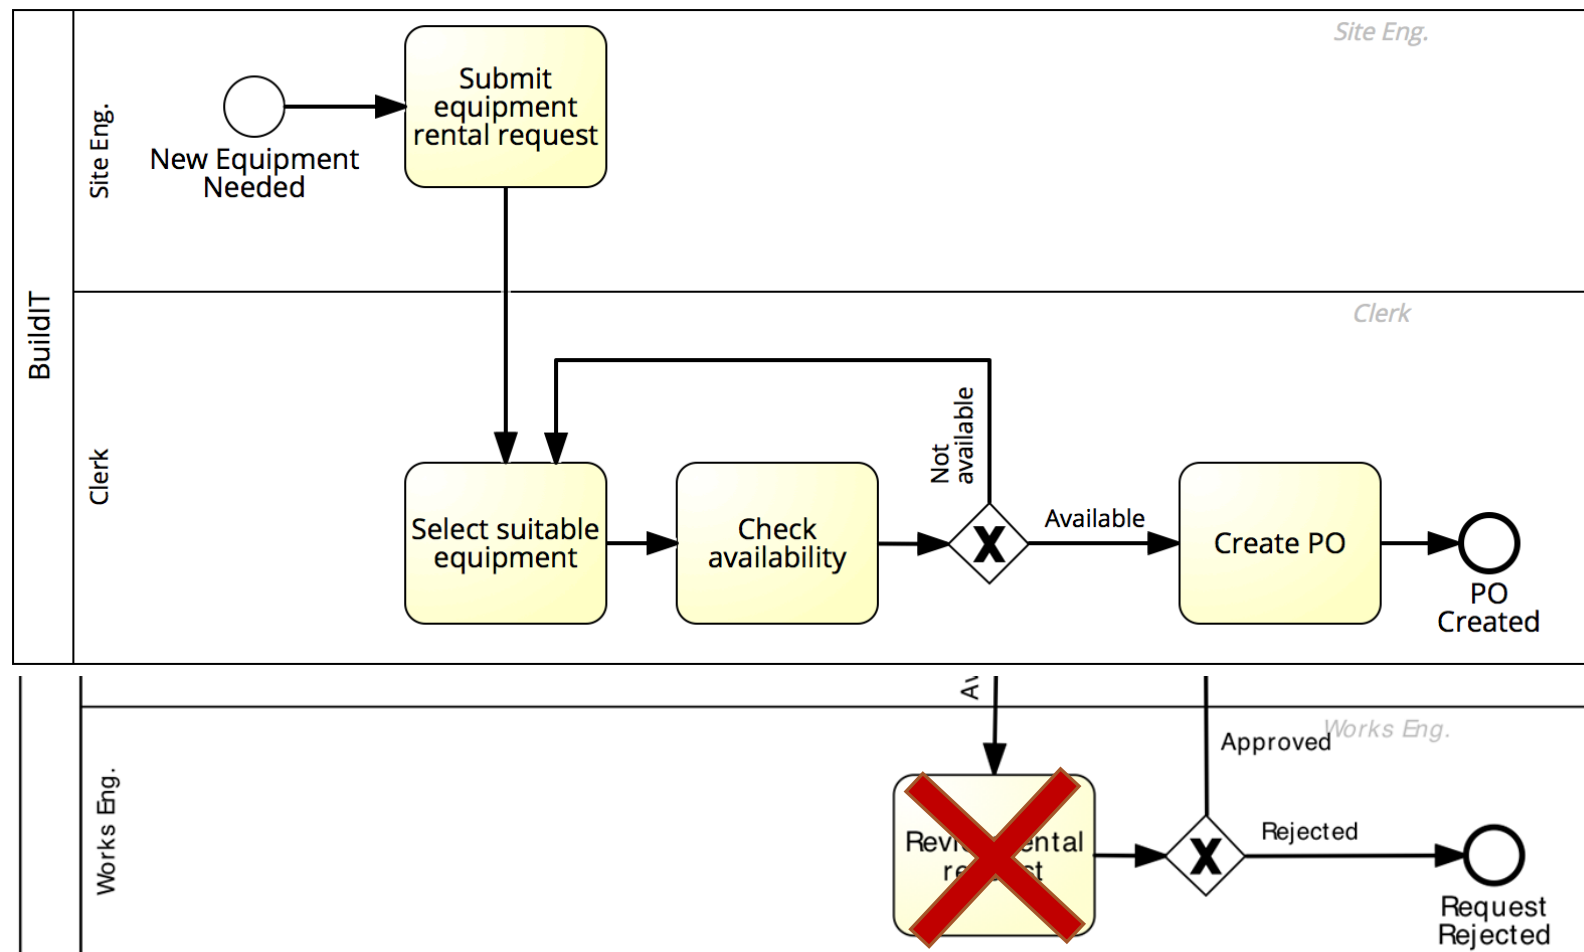 Site Eng.
Submit
equipment
rental request
Site Eng.
New Equipment
Needed
BuildIT
Clerk
Not
available
Clerk
Select suitable
equipment
Check
availability
X
Available
Create PO
PO
Created
Works Eng.
Approved
Works Eng.
Rejected
X
Request
Rejected